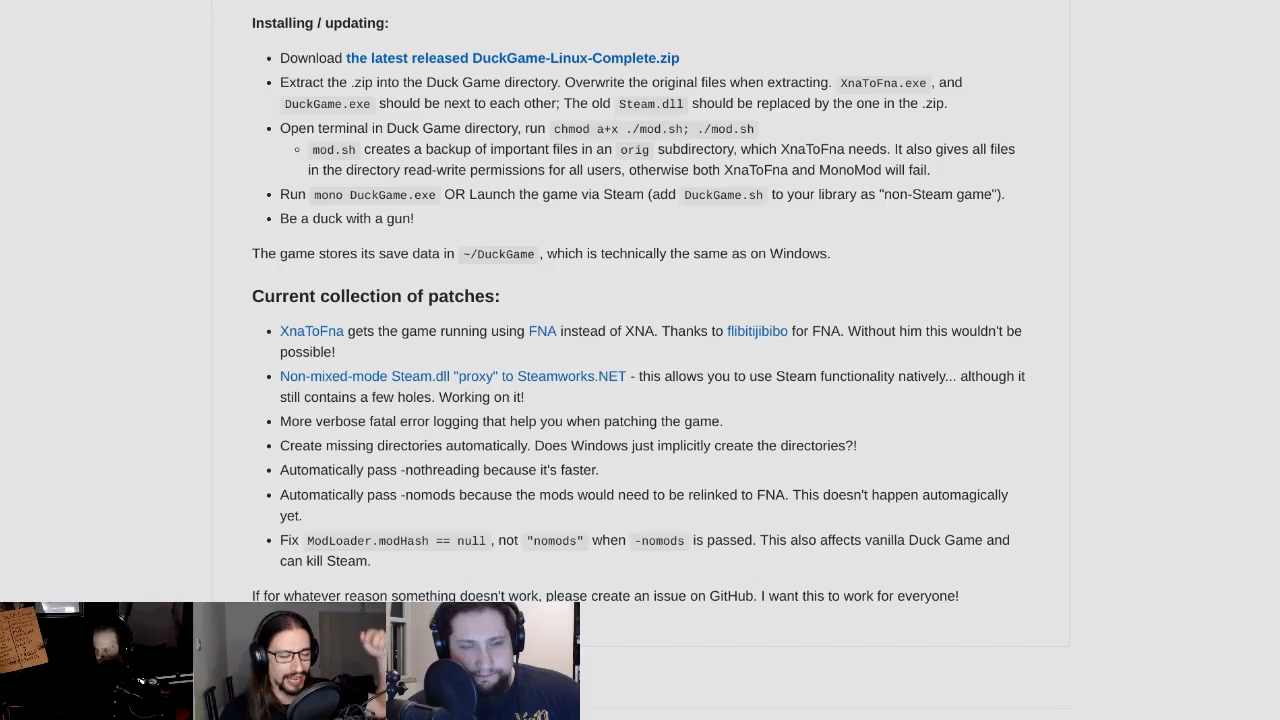 Installing / updating:
Download the latest released DuckGame-Linux-Complete.zip
Extract the .zip into the Duck Game directory. Overwrite the original files when extracting. XnaToFna.exe, and
DuckGame.exe should be next to each other; The old Steam.dll should be replaced by the one in the .zip.
Open terminal in Duck Game directory, run chmod a+x ./mod.sh; ./mod.sh
mod.sh creates a backup of important files in an orig subdirectory, which XnaToFna needs. It also gives all files
in the directory read-write permissions for all users, otherwise both XnaToFna and MonoMod will fail.
Run mono DuckGame.exe OR Launch the game via Steam (add DuckGame.sh to your library as "non-Steam game").
Be a duck with a gun!
The game stores its save data in ~/DuckGame, which is technically the same as on Windows.
Current collection of patches:
XnaToFna gets the game running using FNA instead of XNA. Thanks to flibitijibibo for FNA. Without him this wouldn't be
possible!
Non-mixed-mode Steam.dll "proxy" to Steamworks.NET - this allows you to use Steam functionality natively... although it
still contains a few holes. Working on it!
More verbose fatal error logging that help you when patching the game.
Create missing directories automatically. Does Windows just implicitly create the directories?!
Automatically pass -nothreading because it's faster.
Automatically pass -nomods because the mods would need to be relinked to FNA. This doesn't happen automagically
yet.
Fix ModLoader.modHash == null, not "nomods" when -nomods is passed. This also affects vanilla Duck Game and
can kill Steam.
If for whatever reason something doesn't work, please create an issue on GitHub. I want this to work for everyone!